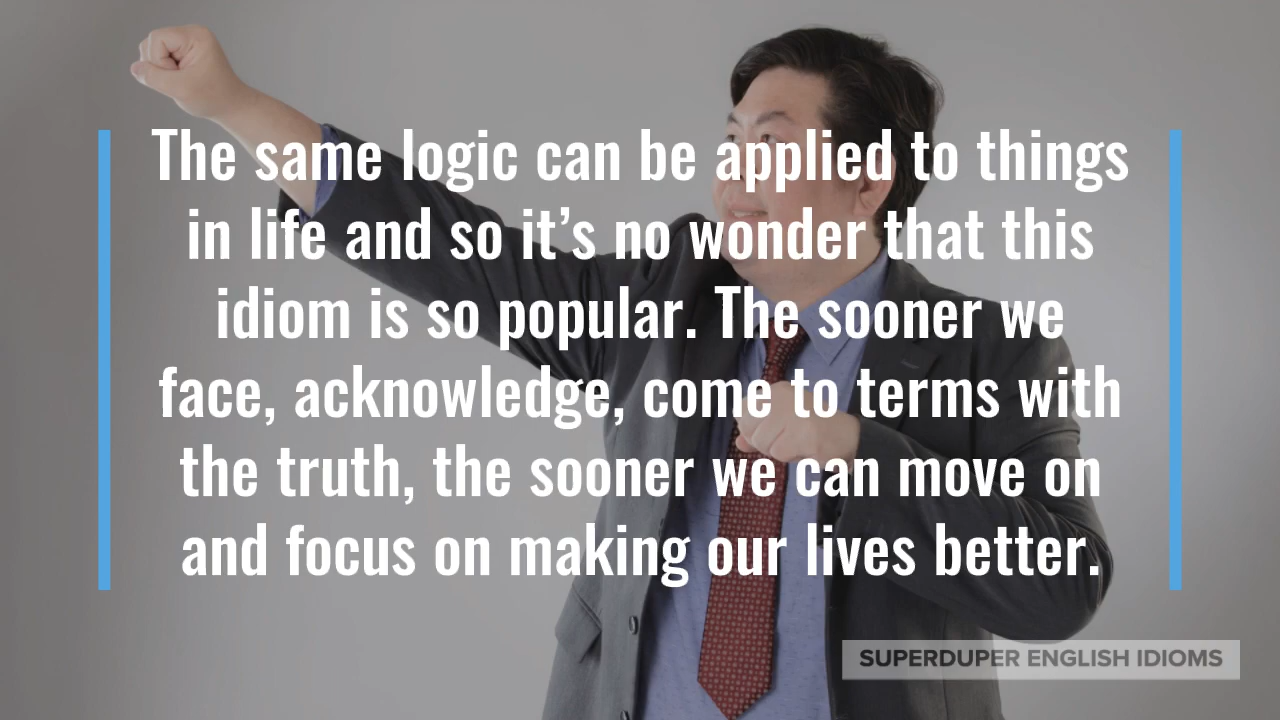 The same logic can be applied to things
in life and so it’s no wonder that this
idiom is so popular. The sooner we
face, acknowledge, come to terms with
the truth, the sooner we can move on
and focus on making our lives better.
SUPERDUPER ENGLISH IDIOMS